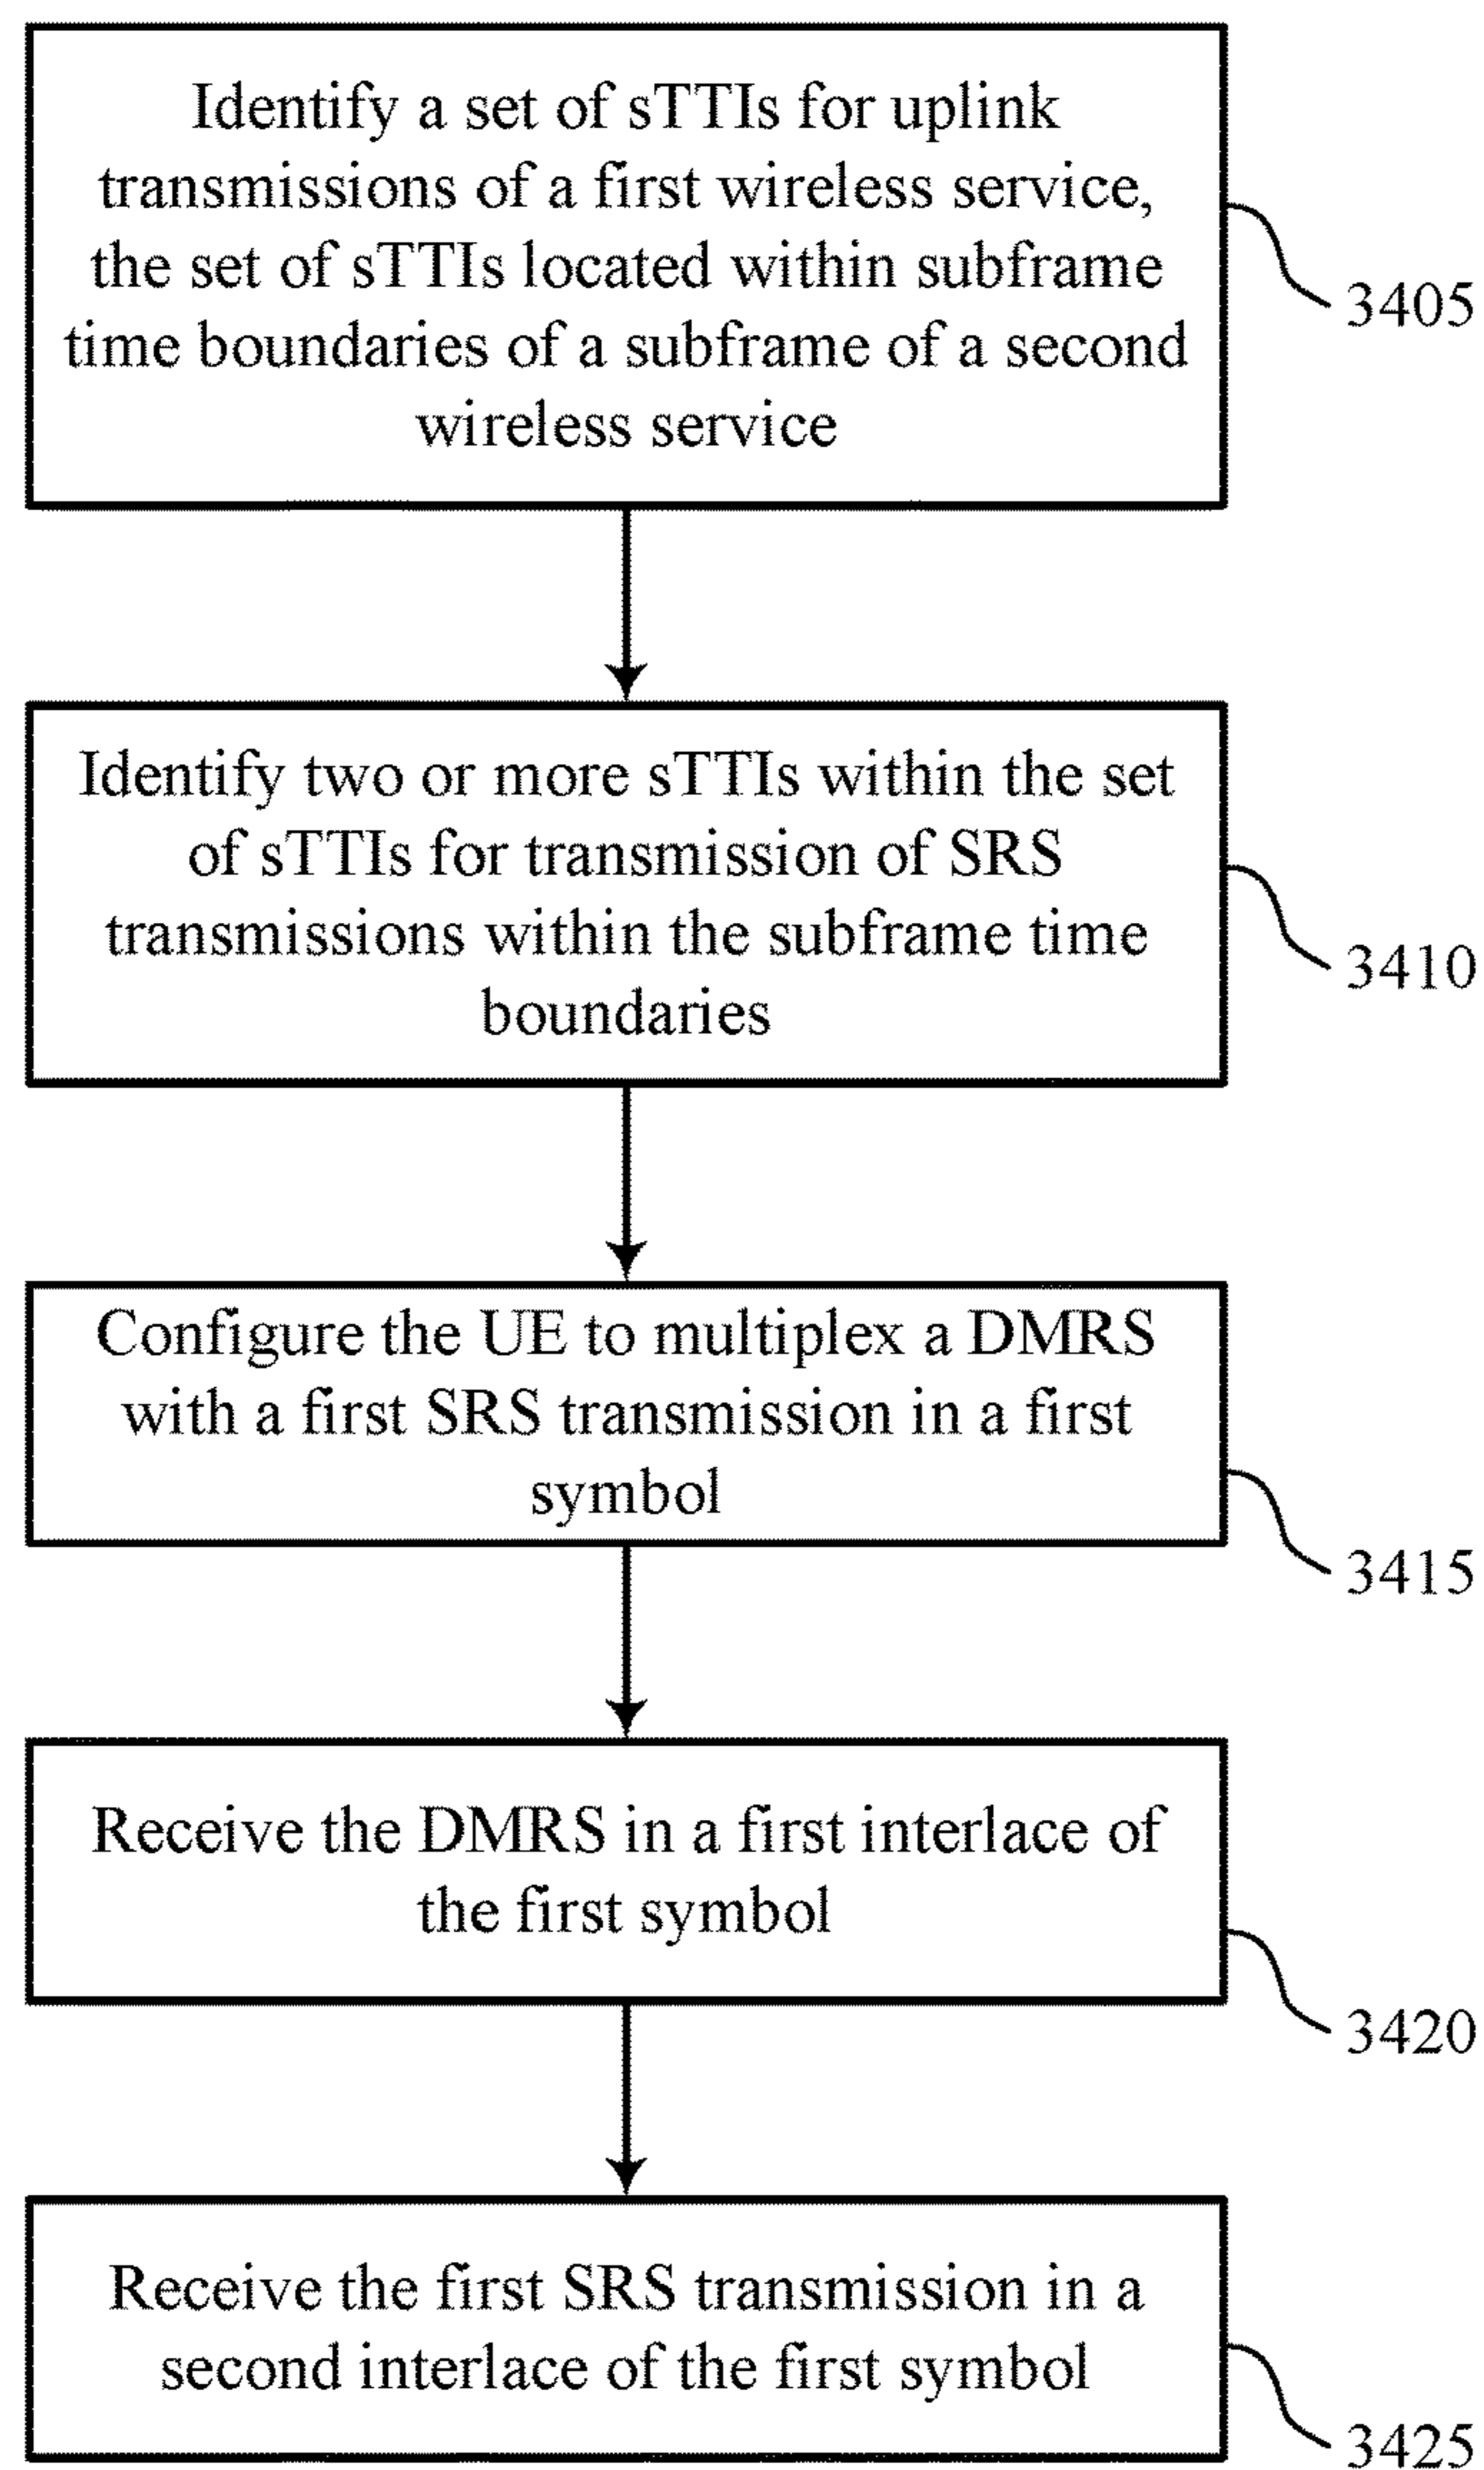 Identify a set of sTTIs for uplink
transmissions of a first wireless service,
the set of sTTIs located within subframe
time boundaries of a subframe of a second
wireless service
3405
Identify two or more sTTIs within the set
of sTTIs for transmission of SRS
transmissions within the subframe time
boundaries
3410
Configure the UE to multiplex a DMRS
with a first SRS transmission in a first
symbol
3415
Receive the DMRS in a first interlace of
the first symbol
3420
Receive the first SRS transmission in a
second interlace of the first symbol
3425